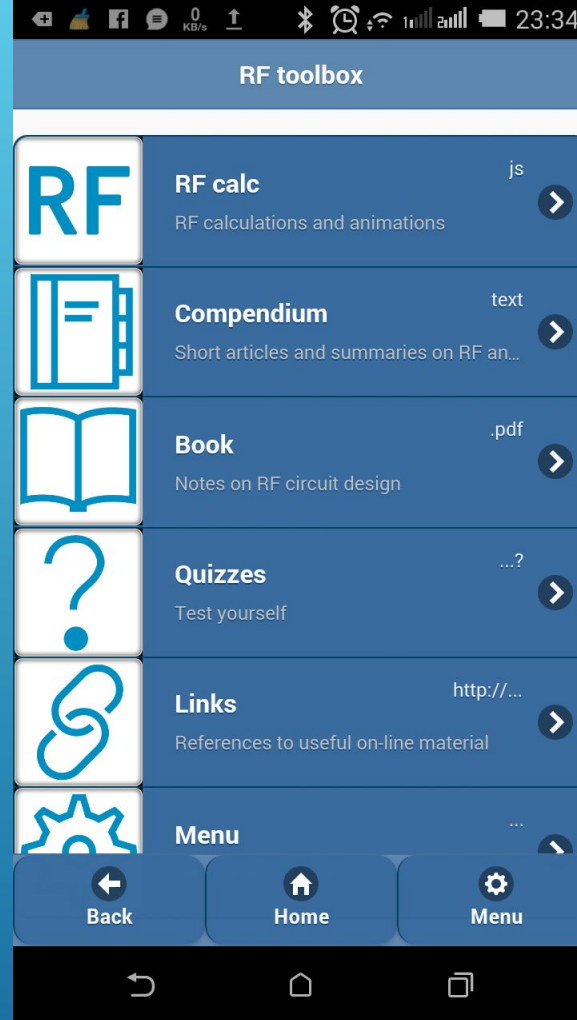 0
KB/s
1
2
23:34
RF toolbox
RF
RF calc
js
RF calculations and animations
Compendium
text
Short articles and summaries on RF an...
Book
.pdf
Notes on RF circuit design
?
Quizzes
...?
Test yourself
Links
http://...
References to useful on-line material
Menu
...
Back
Home
Menu